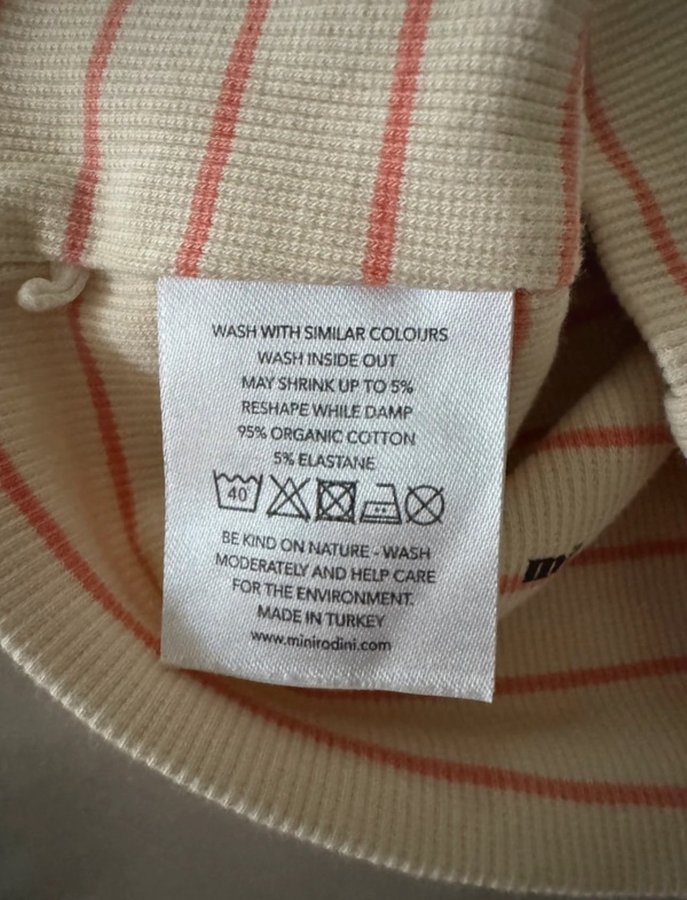 WASH WITH SIMILAR COLOURS
WASH INSIDE OUT
MAY SHRINK UP TO 5%
RESHAPE WHILE DAMP
95% ORGANIC COTTON
5% ELASTANE
40
BE KIND ON NATURE - WASH
MODERATELY AND HELP CARE
FOR THE ENVIRONMENT.
MADE IN TURKEY
www.minirodini.com